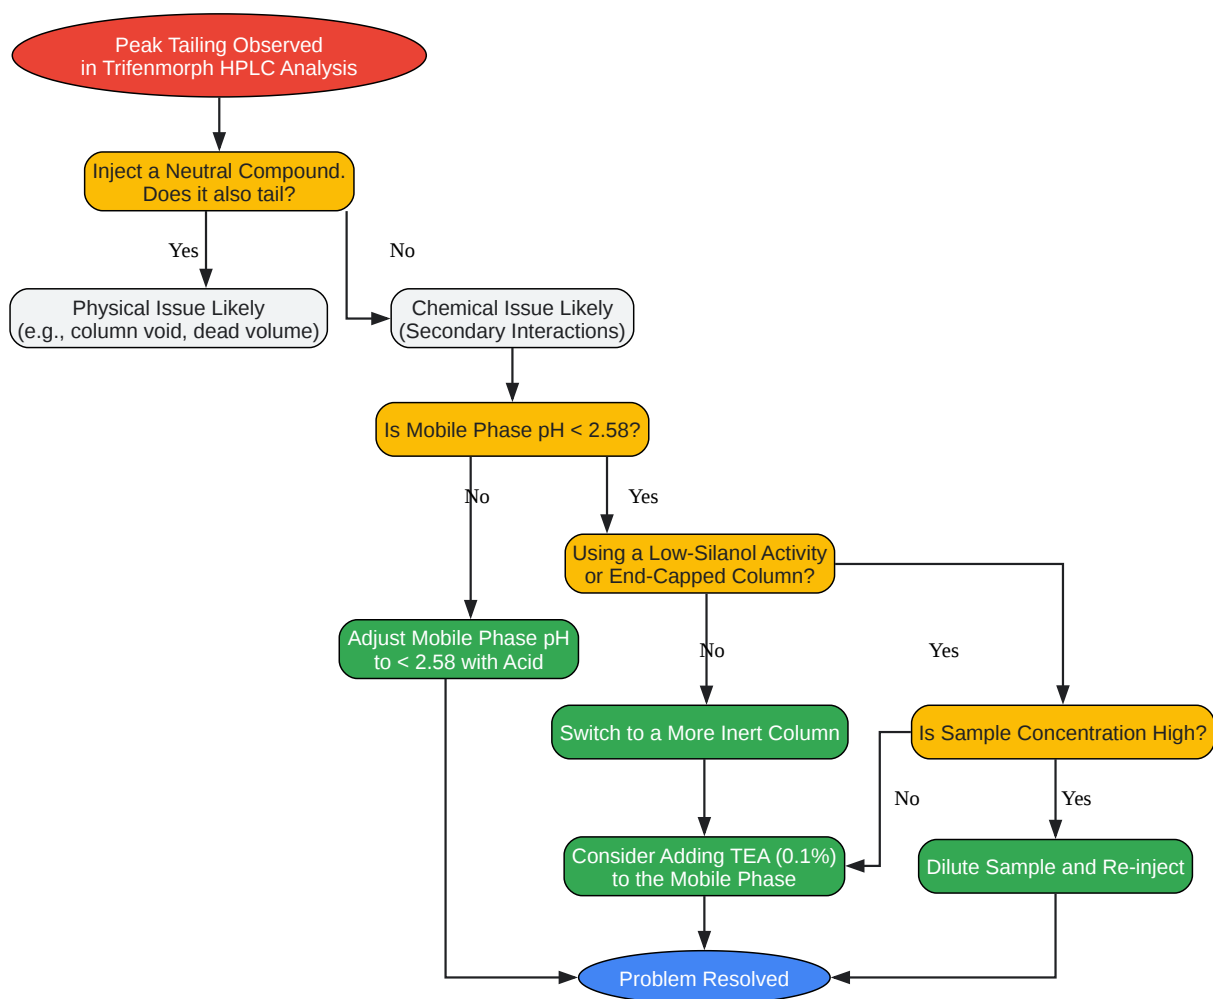 Peak Tailing Observed
in Trifenmorph HPLC Analysis
Inject a Neutral Compound.
Does it also tail?
Yes
No
Physical Issue Likely
(e.g., column void, dead volume)
Chemical Issue Likely
(Secondary Interactions)
Is Mobile Phase pH < 2.58?
No
Yes
Using a Low-Silanol Activity
or End-Capped Column?
Adjust Mobile Phase pH
to < 2.58 with Acid
No
Yes
Switch to a More Inert Column
Is Sample Concentration High?
No
Yes
Consider Adding TEA (0.1%)
to the Mobile Phase
Dilute Sample and Re-inject
Problem Resolved